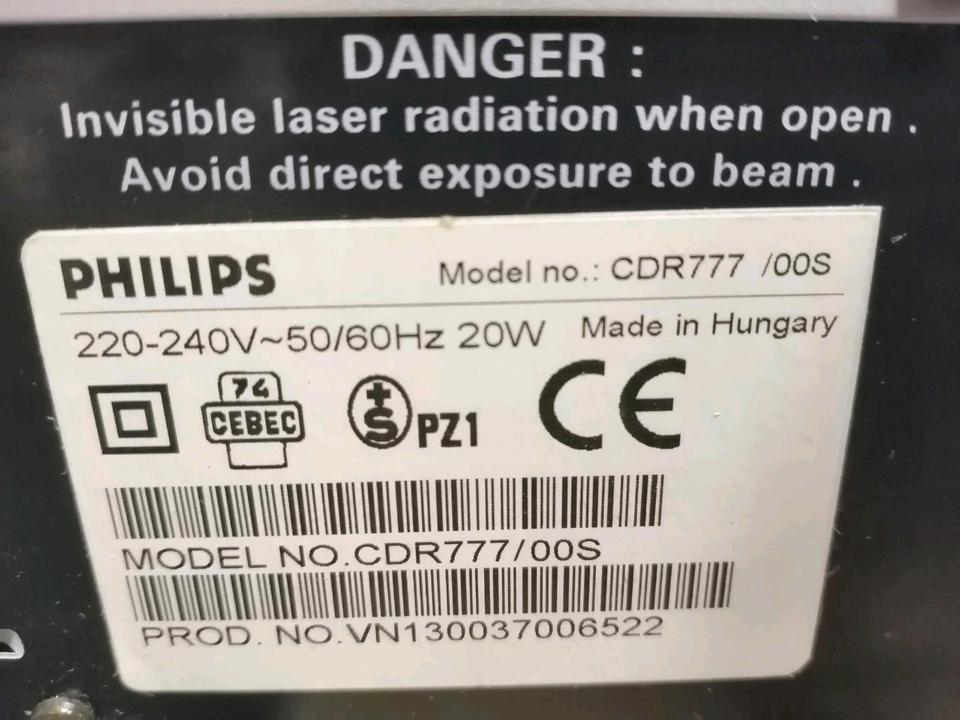 DANGER :
Invisible laser radiation when open .
Avoid direct exposure to beam .
PHILIPS Model no.: CDR777 /00S
220-240V~50/60Hz 20W Made in Hungary
74
CEBEC
+S PZ1 CE
MODEL NO.CDR777/00S
PROD. NO.VN130037006522